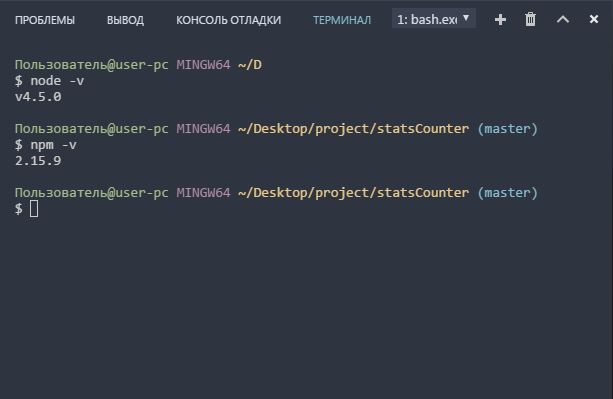 ПРОБЛЕМЫ ВЫВОД КОНСОЛЬ ОТЛАДКИ ТЕРМИНАЛ 1: bash.exe
Пользователь@user-pc MINGW64 ~/D
$ node -v
v4.5.0
Пользователь@user-pc MINGW64 ~/Desktop/project/statsCounter (master)
$ npm -v
2.15.9
Пользователь@user-pc MINGW64 ~/Desktop/project/statsCounter (master)
$